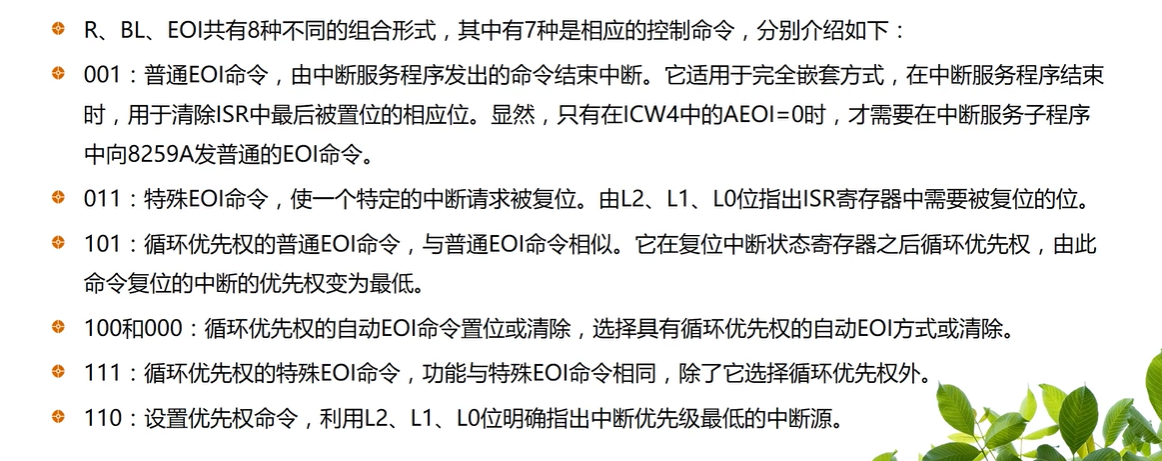 R、BL、EOI共有8种不同的组合形式，其中有7种是相应的控制命令，分别介绍如下：
001：普通EOI命令，由中断服务程序发出的命令结束中断。它适用于完全嵌套方式，在中断服务程序结束
时，用于清除ISR中最后被置位的相应位。显然，只有在ICW4中的AEOI=0时，才需要在中断服务子程序
中向8259A发普通的EOI命令。
011：特殊EOI命令，使一个特定的中断请求被复位。由L2、L1、L0位指出ISR寄存器中需要被复位的位。
101：循环优先权的普通EOI命令，与普通EOI命令相似。它在复位中断状态寄存器之后循环优先权，由此
命令复位的中断的优先权变为最低。
100和000：循环优先权的自动EOI命令置位或清除，选择具有循环优先权的自动EOI方式或清除。
111：循环优先权的特殊EOI命令，功能与特殊EOI命令相同，除了它选择循环优先权外。
110：设置优先权命令，利用L2、L1、L0位明确指出中断优先级最低的中断源。